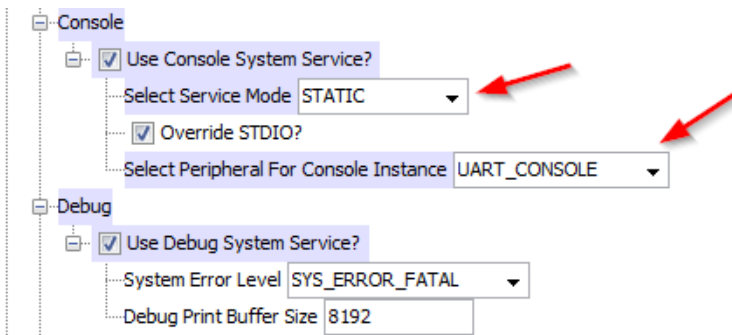 Console
Use Console System Service?
Select Service Mode STATIC
Override STDIO?
Select Peripheral For Console Instance UART_CONSOLE
Debug
Use Debug System Service?
System Error Level SYS_ERROR_FATAL
Debug Print Buffer Size 8192